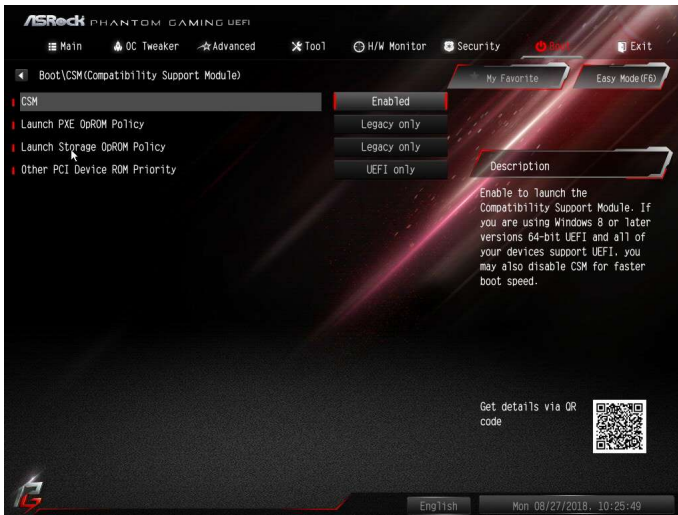 ASRock PHANTOM GAMING UEFI
Main OC Tweaker Advanced Tool H/W Monitor Security Boot Exit
Boot\CSM(Compatibility Support Module)
My Favorite Easy Mode(F6)
CSM Enabled
Launch PXE OpROM Policy Legacy only
Launch Storage OpROM Policy Legacy only
Other PCI Device ROM Priority UEFI only
Description
Enable to launch the
Compatibility Support Module. If
you are using Windows 8 or later
versions 64-bit UEFI and all of
your devices support UEFI, you
may also disable CSM for faster
boot speed.
Get details via QR
code
English Mon 08/27/2018, 10:25:49